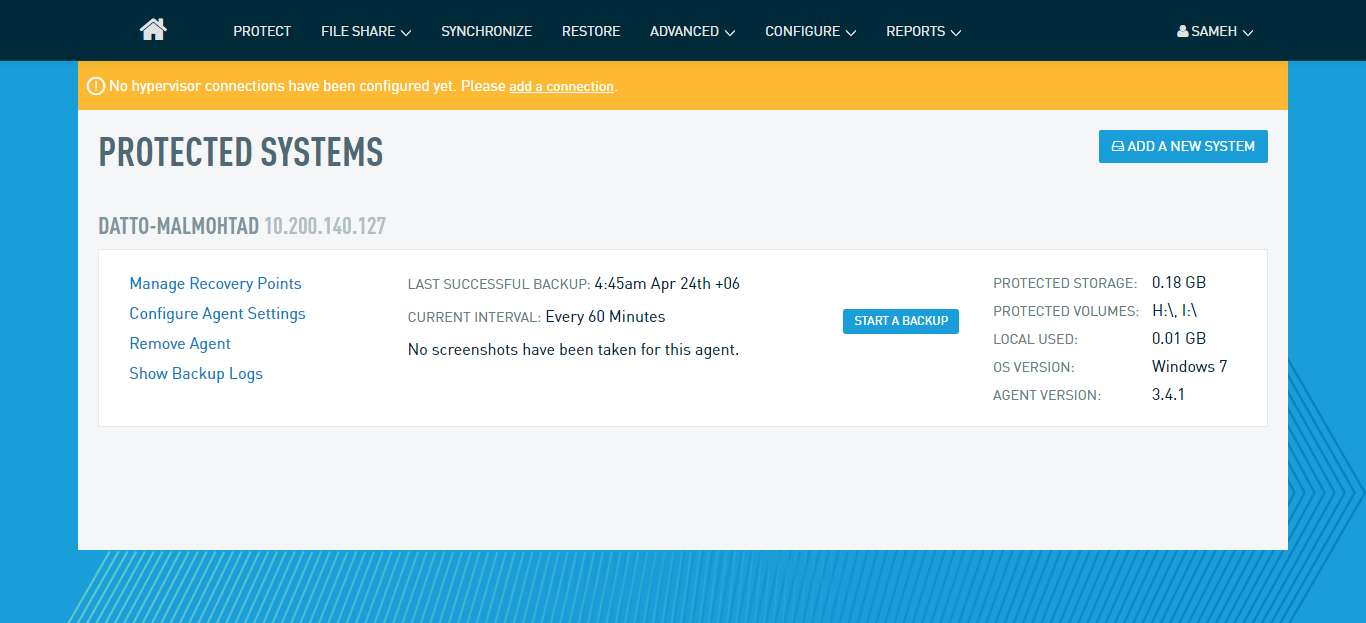 PROTECT FILE SHARE SYNCHRONIZE RESTORE ADVANCED CONFIGURE REPORTS SAMEH
No hypervisor connections have been configured yet. Please add a connection.
PROTECTED SYSTEMS
ADD A NEW SYSTEM
DATTO-MALMOHTAD 10.200.140.127
Manage Recovery Points
Configure Agent Settings
Remove Agent
Show Backup Logs
LAST SUCCESSFUL BACKUP: 4:45am Apr 24th +06
CURRENT INTERVAL: Every 60 Minutes
No screenshots have been taken for this agent.
START A BACKUP
PROTECTED STORAGE: 0.18 GB
PROTECTED VOLUMES: H:\, I:\
LOCAL USED: 0.01 GB
OS VERSION: Windows 7
AGENT VERSION: 3.4.1